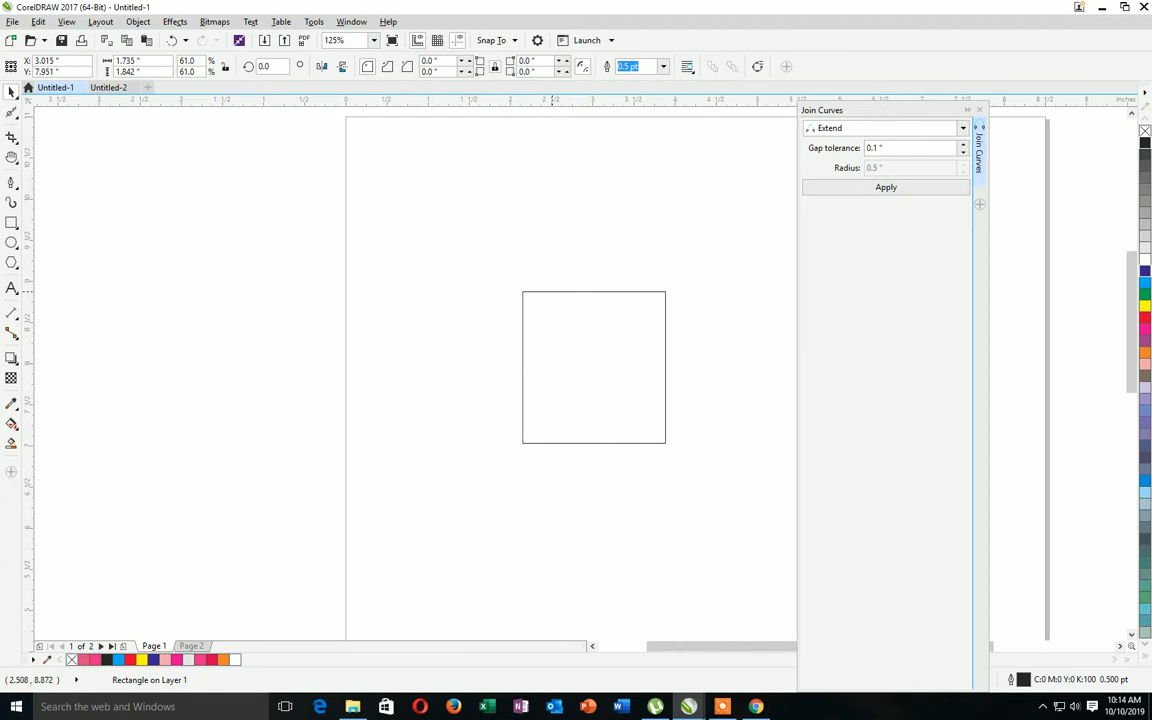 CorelDRAW 2017 (64-Bit) - Untitled-1
File Edit View Layout Object Effects Bitmaps Text Table Tools Window Help
PDF 125% Snap To Launch
X: 3.015 " 1.735 " 61.0 % 0.0 0.0 " 0.0 " 0.5 pt
Y: 7.951 " 1.842 " 61.0 % 0.0 " 0.0 "
Untitled-1 Untitled-2
inches
Join Curves
Extend
Gap tolerance: 0.1 "
Radius: 0.5 "
Apply
Join Curves
1 of 2 Page 1 Page 2
( 2.508 , 8.872 ) Rectangle on Layer 1 C:0 M:0 Y:0 K:100 0.500 pt
Search the web and Windows
10:14 AM
10/10/2019